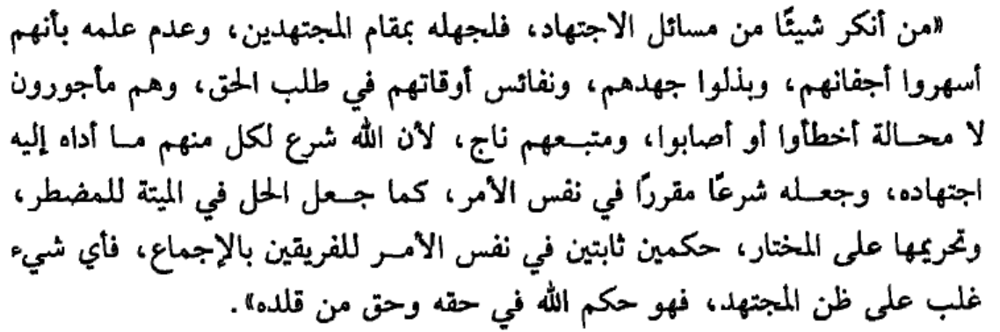 «من أنكر شيئًا من مسائل الاجتهاد، فلجهله بمقام المجتهدين، وعدم علمه بأنهم
أسهروا أجفانهم، وبذلوا جهدهم، ونفائس أوقاتهم في طلب الحق، وهم مأجورون
لا محالة أخطأوا أو أصابوا، ومتبعهم ناج، لأن الله شرع لكل منهم ما أداه إليه
اجتهاده، وجعله شرعًا مقررًا في نفس الأمر، كما جعل الحل في الميتة للمضطر،
وتحريمها على المختار، حكمين ثابتين في نفس الأمر للفريقين بالإجماع، فأي شيء
غلب على ظن المجتهد، فهو حكم الله في حقه وحق من قلده».